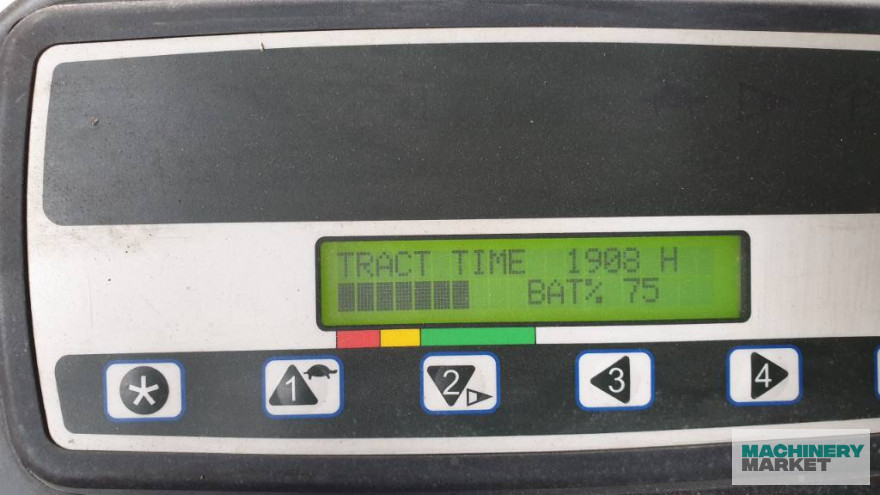 TRACT TIME 1908 H
BAT% 75
1
2
3
4
MACHINERY
MARKET